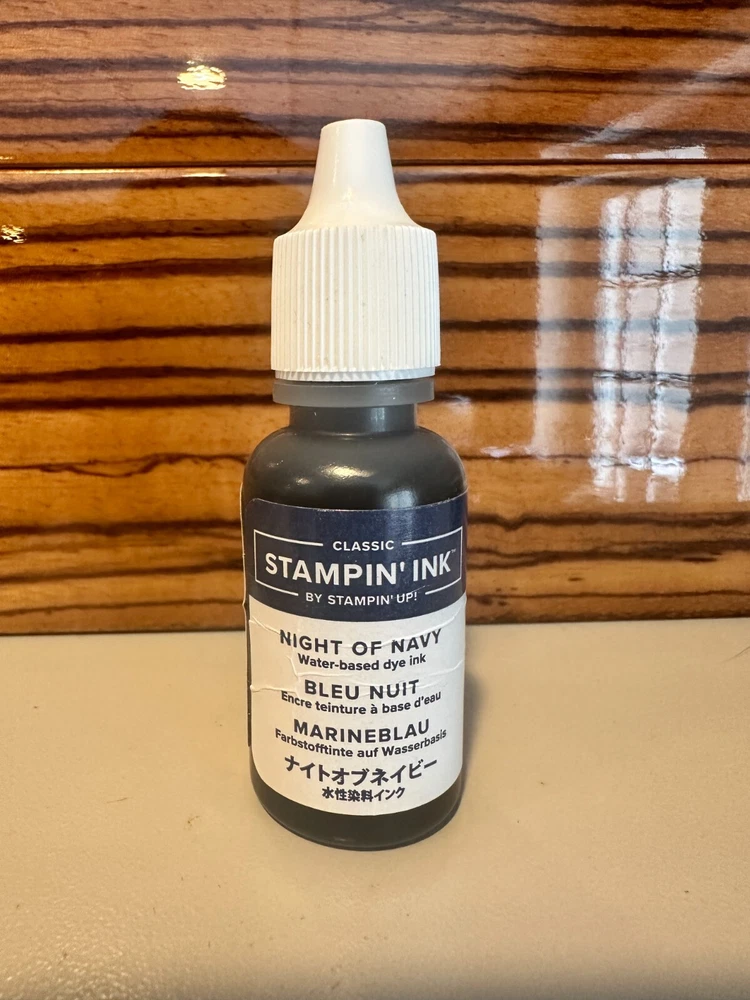 CLASSIC
STAMPIN' INK™
BY STAMPIN' UP!
NIGHT OF NAVY
Water-based dye ink
BLEU NUIT
Encre teinture à base d'eau
MARINEBLAU
Farbstofftinte auf Wasserbasis
ナイトオブネイビー
水性染料インク